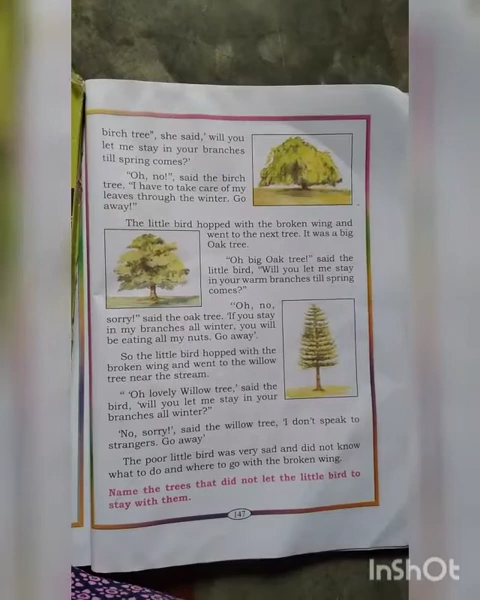 birch tree", she said,' will you
let me stay in your branches
till spring comes?'
"Oh, no!", said the birch
tree. "I have to take care of my
leaves through the winter. Go
away!"
The little bird hopped with the broken wing and
went to the next tree. It was a big
Oak tree.
"Oh big Oak tree!" said the
little bird, "Will you let me stay
in your warm branches till spring
comes?"
"Oh, no,
sorry!" said the oak tree. 'If you stay
in my branches all winter, you will
be eating all my nuts. Go away'.
So the little bird hopped with the
broken wing and went to the willow
tree near the stream.
" 'Oh lovely Willow tree,' said the
bird, 'will you let me stay in your
branches all winter?"
'No, sorry!', said the willow tree, 'I don't speak to
strangers. Go away'
The poor little bird was very sad and did not know
what to do and where to go with the broken wing.
Name the trees that did not let the little bird to
stay with them.
147
InShOt